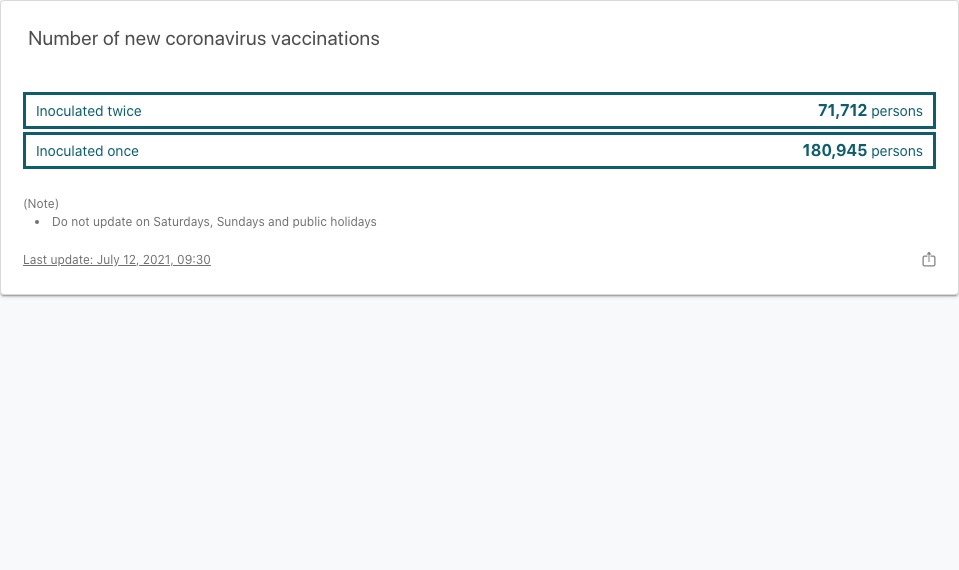 Number of new coronavirus vaccinations
Inoculated twice 71,712 persons
Inoculated once 180,945 persons
(Note)
• Do not update on Saturdays, Sundays and public holidays
Last update: July 12, 2021, 09:30